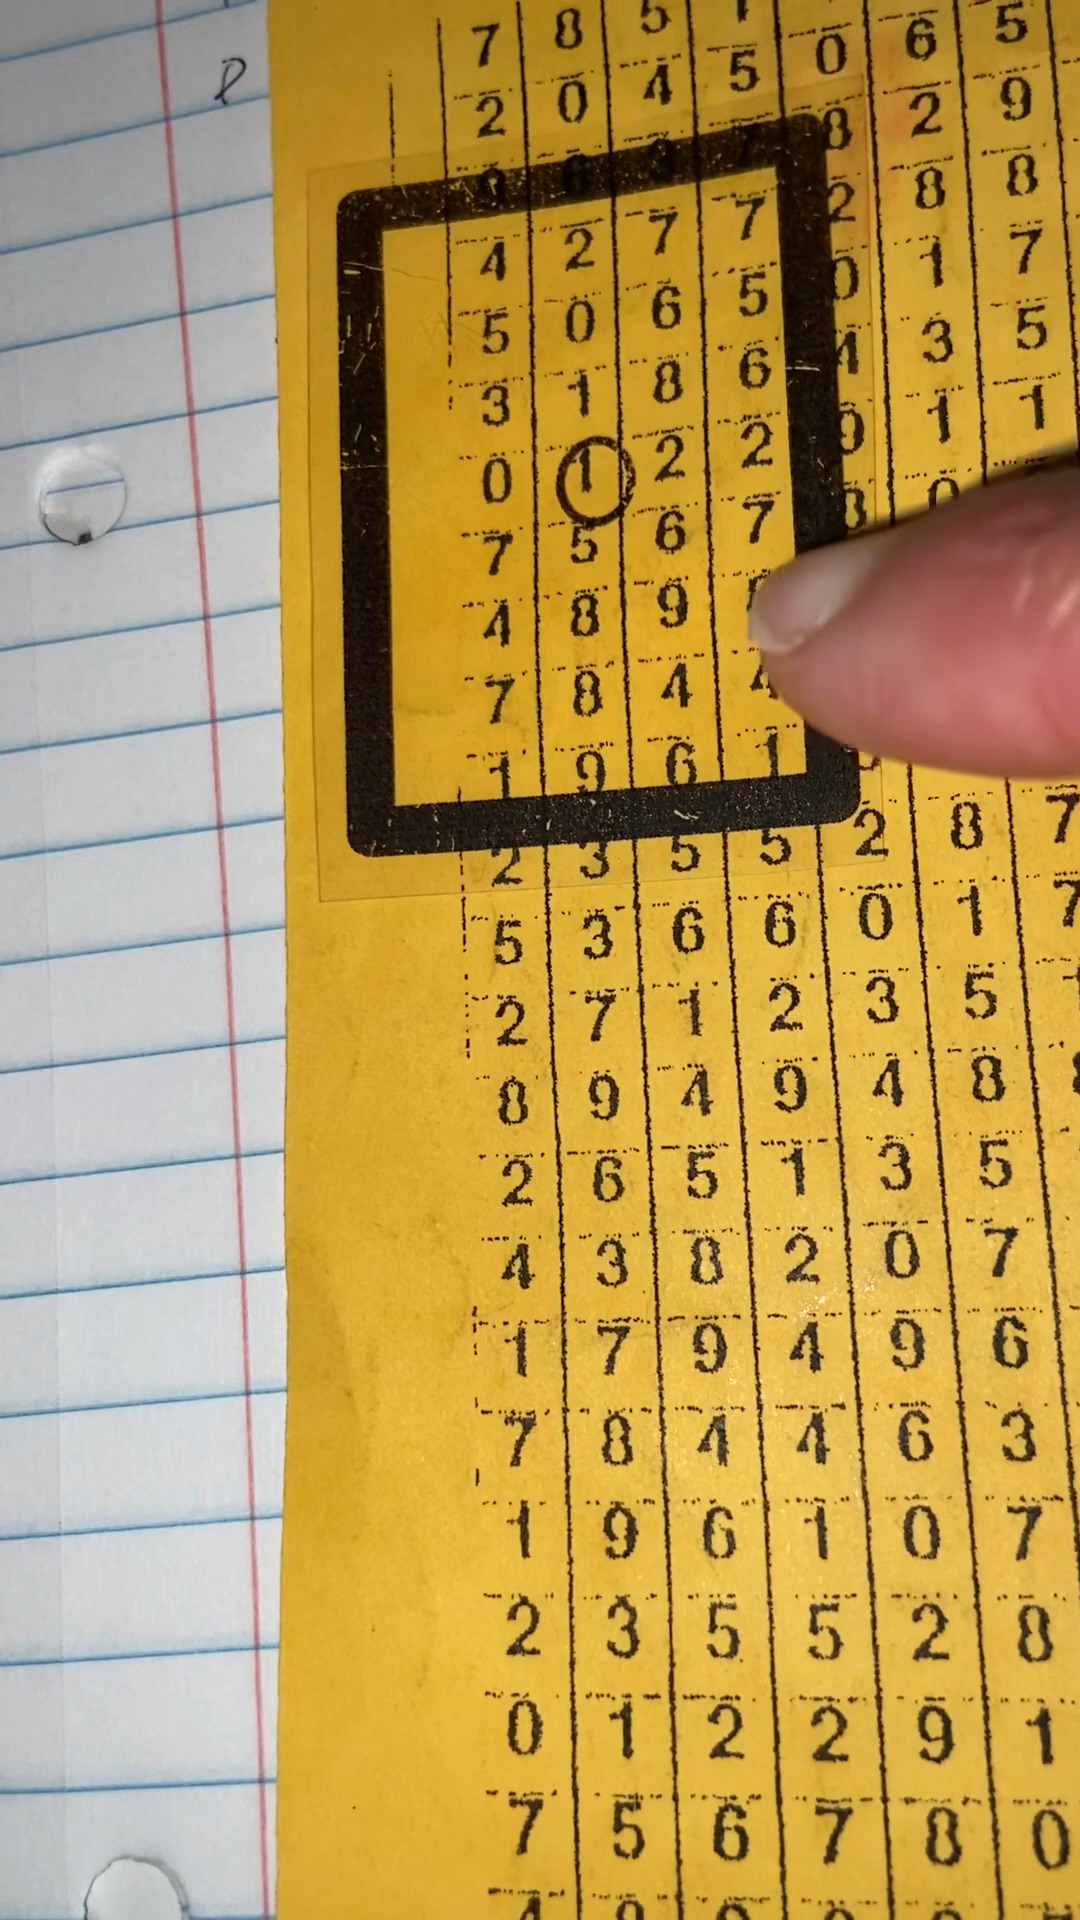 P
7 8 5 1 0 6 5
2 0 4 5 8 2 9
3 2 8 8
4 2 7 7 0 1 7
5 0 6 5 4 3 5
3 1 8 6 1 1
0 1 2 2
7 5 6 7
4 8 9
7 8 4 4
1 9 6 1
2 3 5 5 2 8 7
5 3 6 6 0 1 7
2 7 1 2 3 5
8 9 4 9 4 8
2 6 5 1 3 5
4 3 8 2 0 7
1 7 9 4 9 6
7 8 4 4 6 3
1 9 6 1 0 7
2 3 5 5 2 8
0 1 2 2 9 1
7 5 6 7 8 0